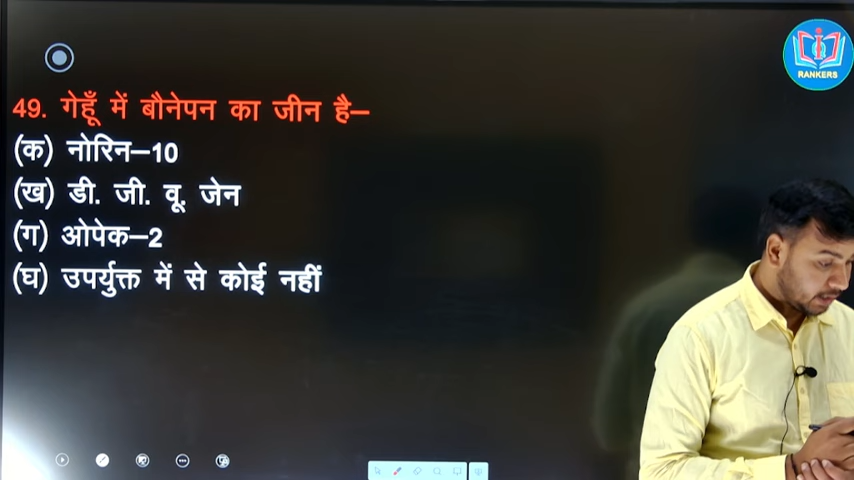 RANKERS
49. गेहूँ में बौनेपन का जीन है—
(क) नोरिन—10
(ख) डी. जी. वू. जेन
(ग) ओपेक—2
(घ) उपर्युक्त में से कोई नहीं